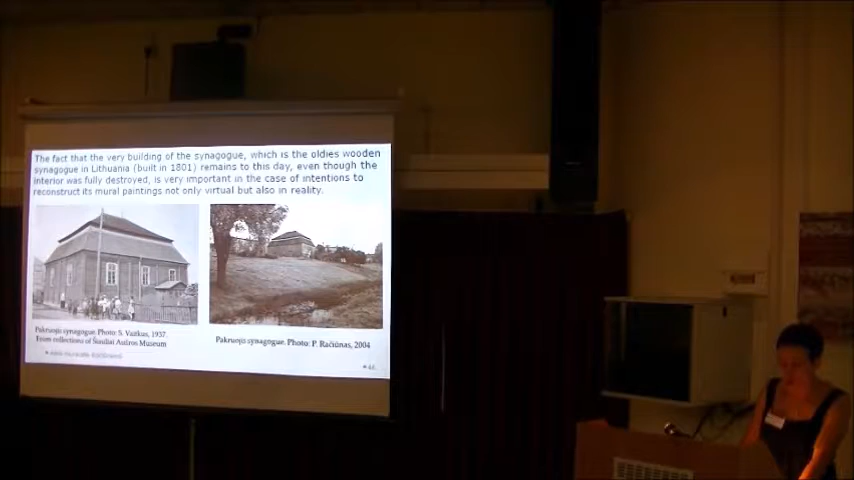 The fact that the very building of the synagogue, which is the oldies wooden
synagogue in Lithuania (built in 1801) remains to this day, even though the
interior was fully destroyed, is very important in the case of intentions to
reconstruct its mural paintings not only virtual but also in reality.
Pakruojo synagogue. Photo: S. Vaitkus, 1937.
From collections of Šiaulių Aušros Museum
Pakruojo synagogue. Photo: P. Račiūnas, 2004